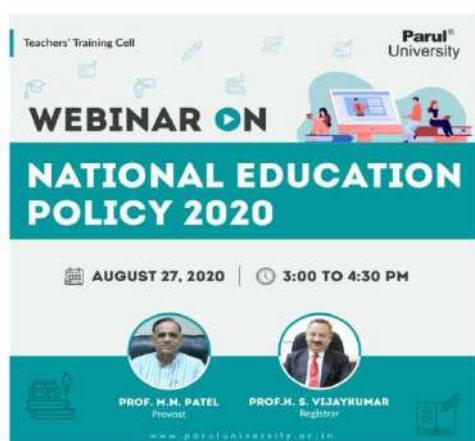 Teachers' Training Cell
Parul®
University
WEBINAR ON
NATIONAL EDUCATION
POLICY 2020
AUGUST 27, 2020 | 3:00 TO 4:30 PM
PROF. M.N. PATEL
Provost
PROF.H. S. VIJAYKUMAR
Registrar
www.paruluniversity.ac.in